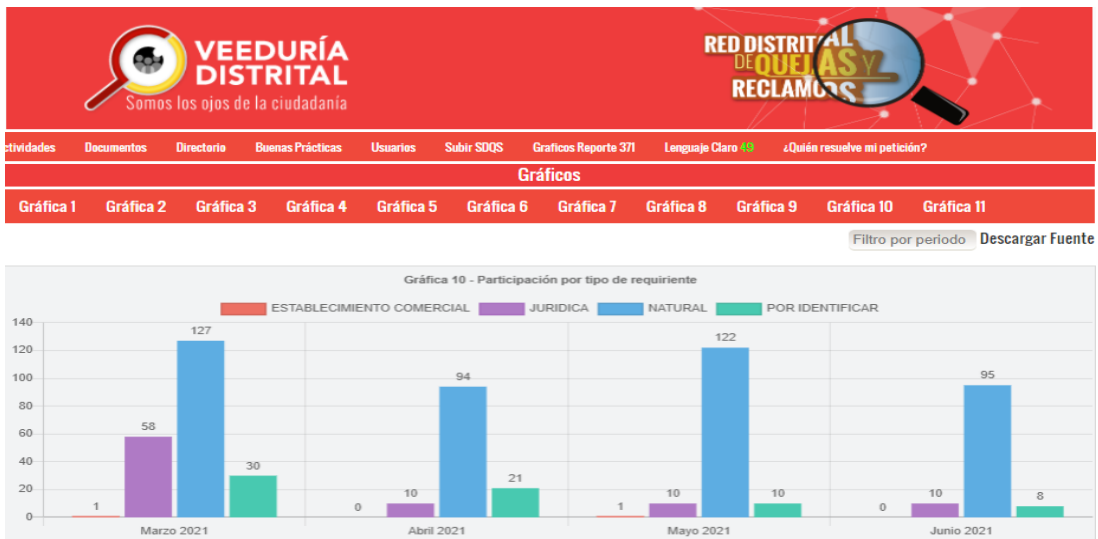 VEEDURÍA
DISTRITAL
Somos los ojos de la ciudadanía
RED DISTRITAL
DE QUEJAS Y
RECLAMOS
ctividades Documentos Directorio Buenas Prácticas Usuarios Subir SDQS Graficos Reporte 371 Lenguaje Claro 49 ¿Quién resuelve mi petición?
Gráficos
Gráfica 1 Gráfica 2 Gráfica 3 Gráfica 4 Gráfica 5 Gráfica 6 Gráfica 7 Gráfica 8 Gráfica 9 Gráfica 10 Gráfica 11
Filtro por periodo Descargar Fuente
Gráfica 10 - Participación por tipo de requiriente
ESTABLECIMIENTO COMERCIAL JURIDICA NATURAL POR IDENTIFICAR
140
120
100
80
60
40
20
0
1 58 127 30
0 10 94 21
1 10 122 10
0 10 95 8
Marzo 2021 Abril 2021 Mayo 2021 Junio 2021